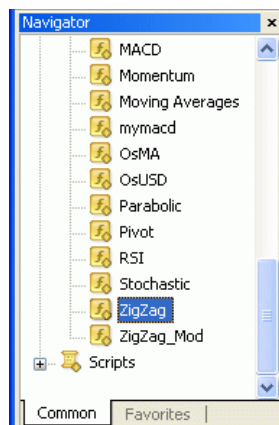 Navigator
MACD
Momentum
Moving Averages
mymacd
OsMA
OsUSD
Parabolic
Pivot
RSI
Stochastic
ZigZag
ZigZag_Mod
Scripts
Common Favorites